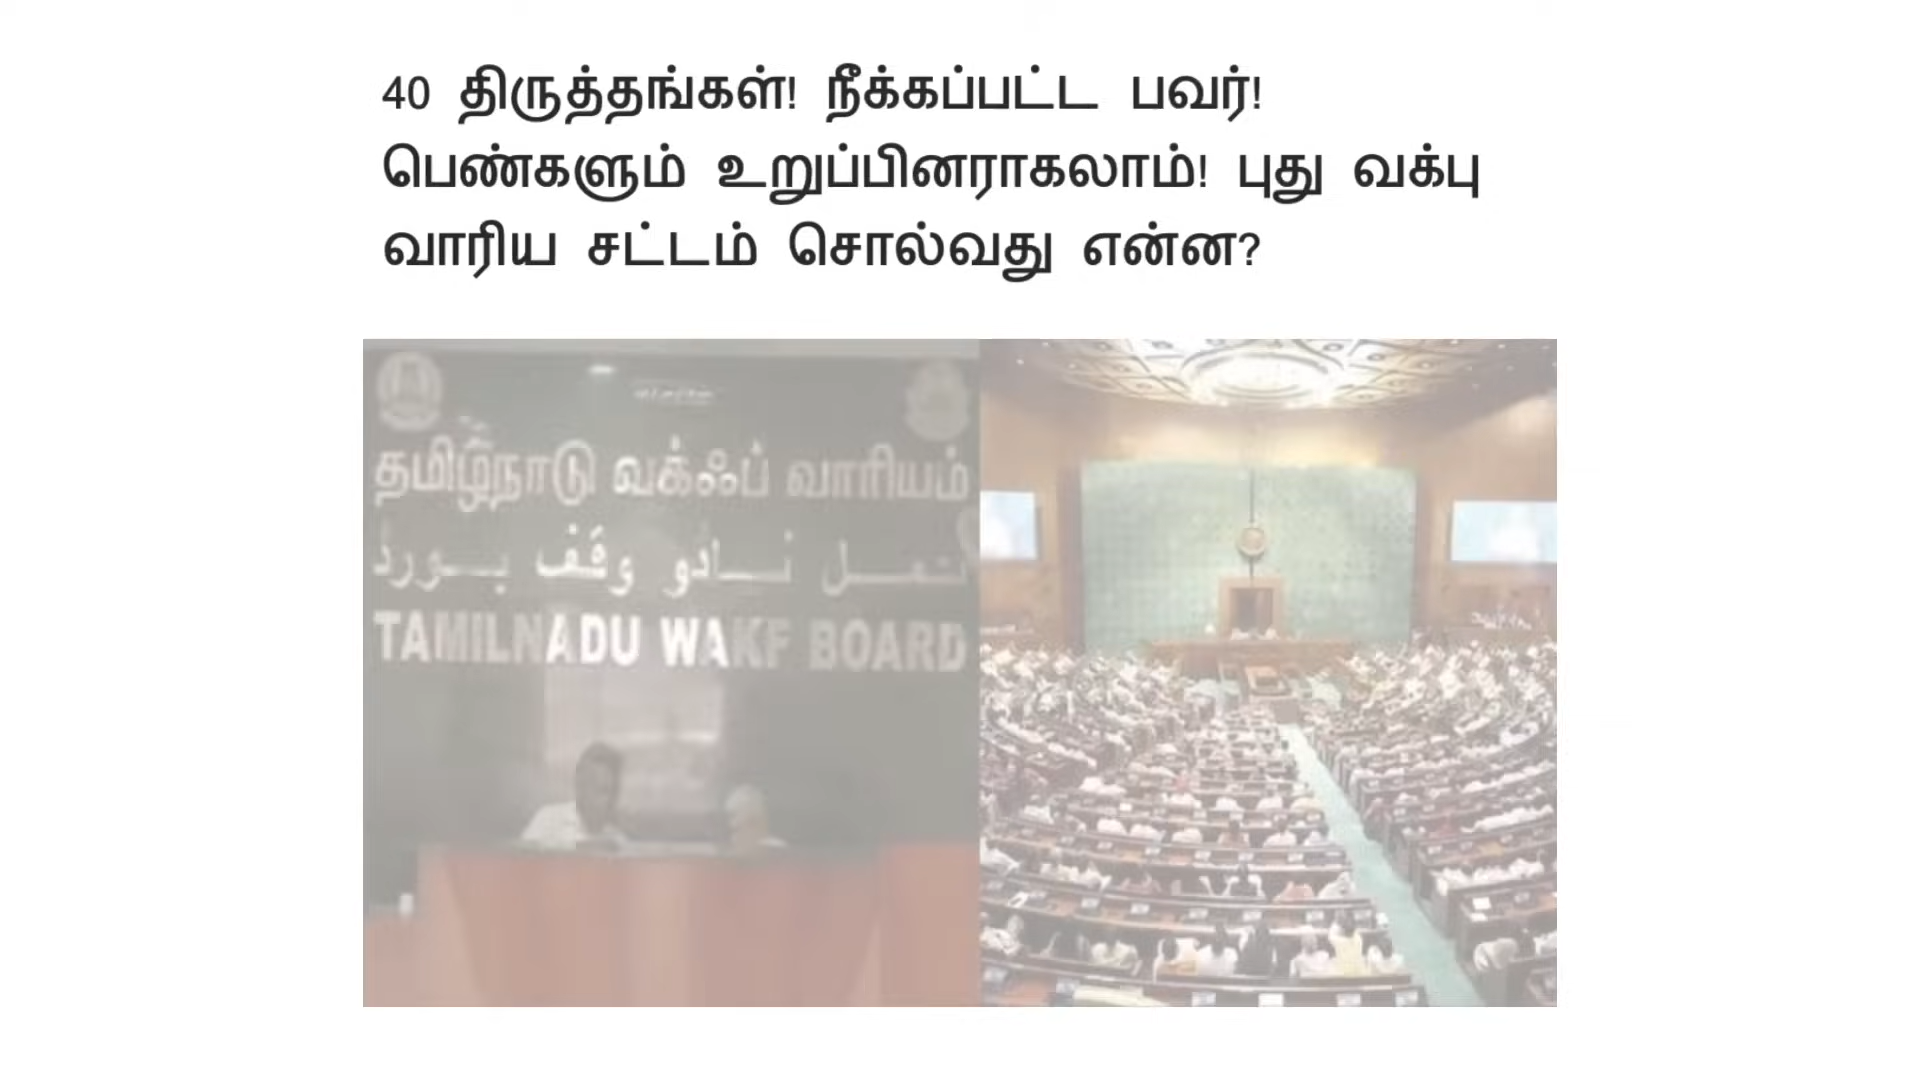 40 திருத்தங்கள்! நீக்கப்பட்ட பவர்!
பெண்களும் உறுப்பினராகலாம்! புது வக்பு
வாரிய சட்டம் சொல்வது என்ன?
தமிழ்நாடு வக்ஃப் வாரியம்
تمل نادو وقف بورد
TAMILNADU WAKF BOARD